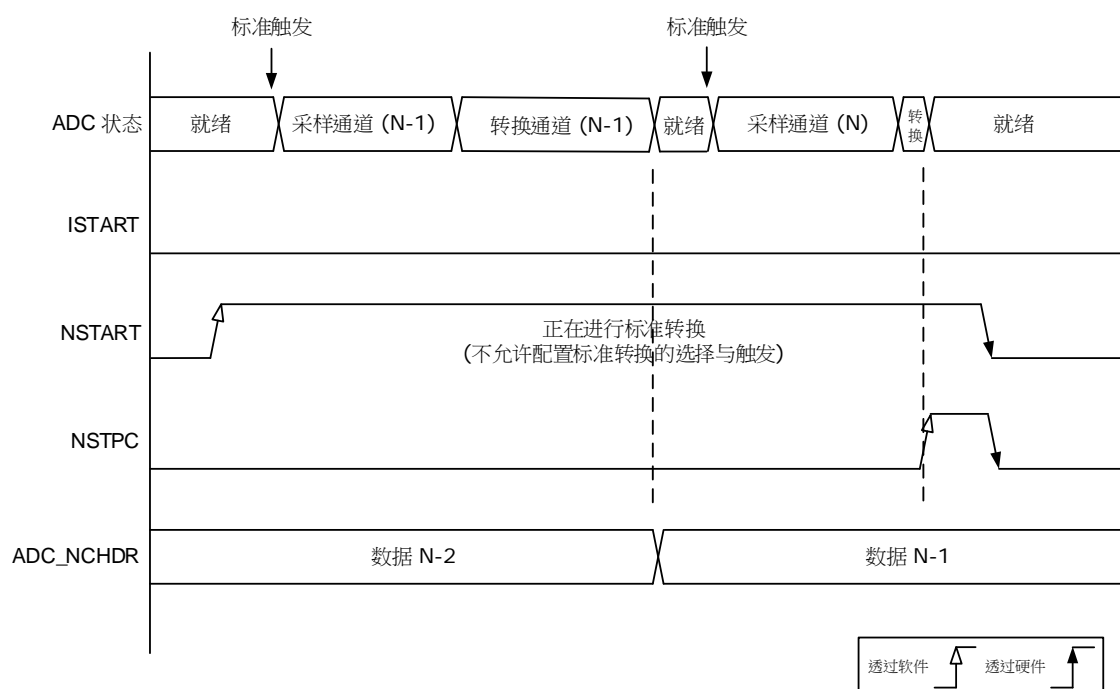 标准触发 标准触发
ADC 状态 就绪 采样通道 (N-1) 转换通道 (N-1) 就绪 采样通道 (N) 转换 就绪
ISTART
NSTART
正在进行标准转换
(不允许配置标准转换的选择与触发)
NSTPC
ADC_NCHDR 数据 N-2 数据 N-1
透过软件 透过硬件